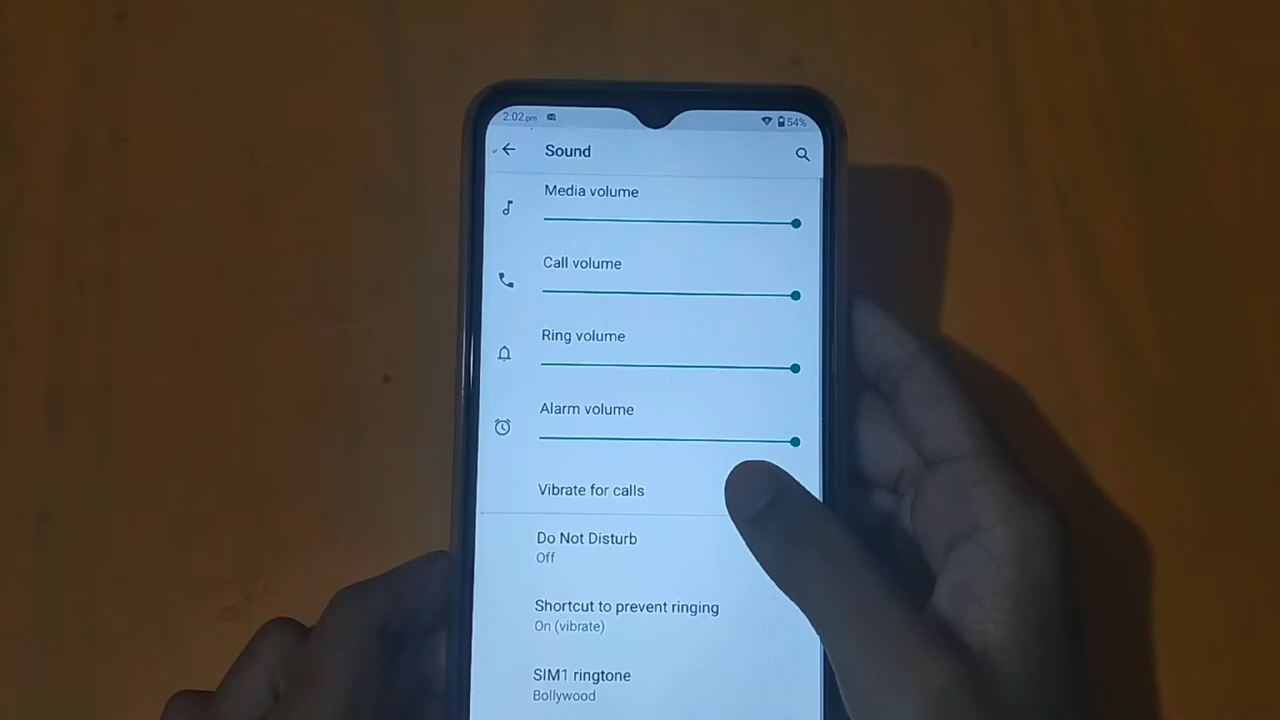 2:02 pm 54%
Sound
Media volume
Call volume
Ring volume
Alarm volume
Vibrate for calls
Do Not Disturb
Off
Shortcut to prevent ringing
On (vibrate)
SIM1 ringtone
Bollywood